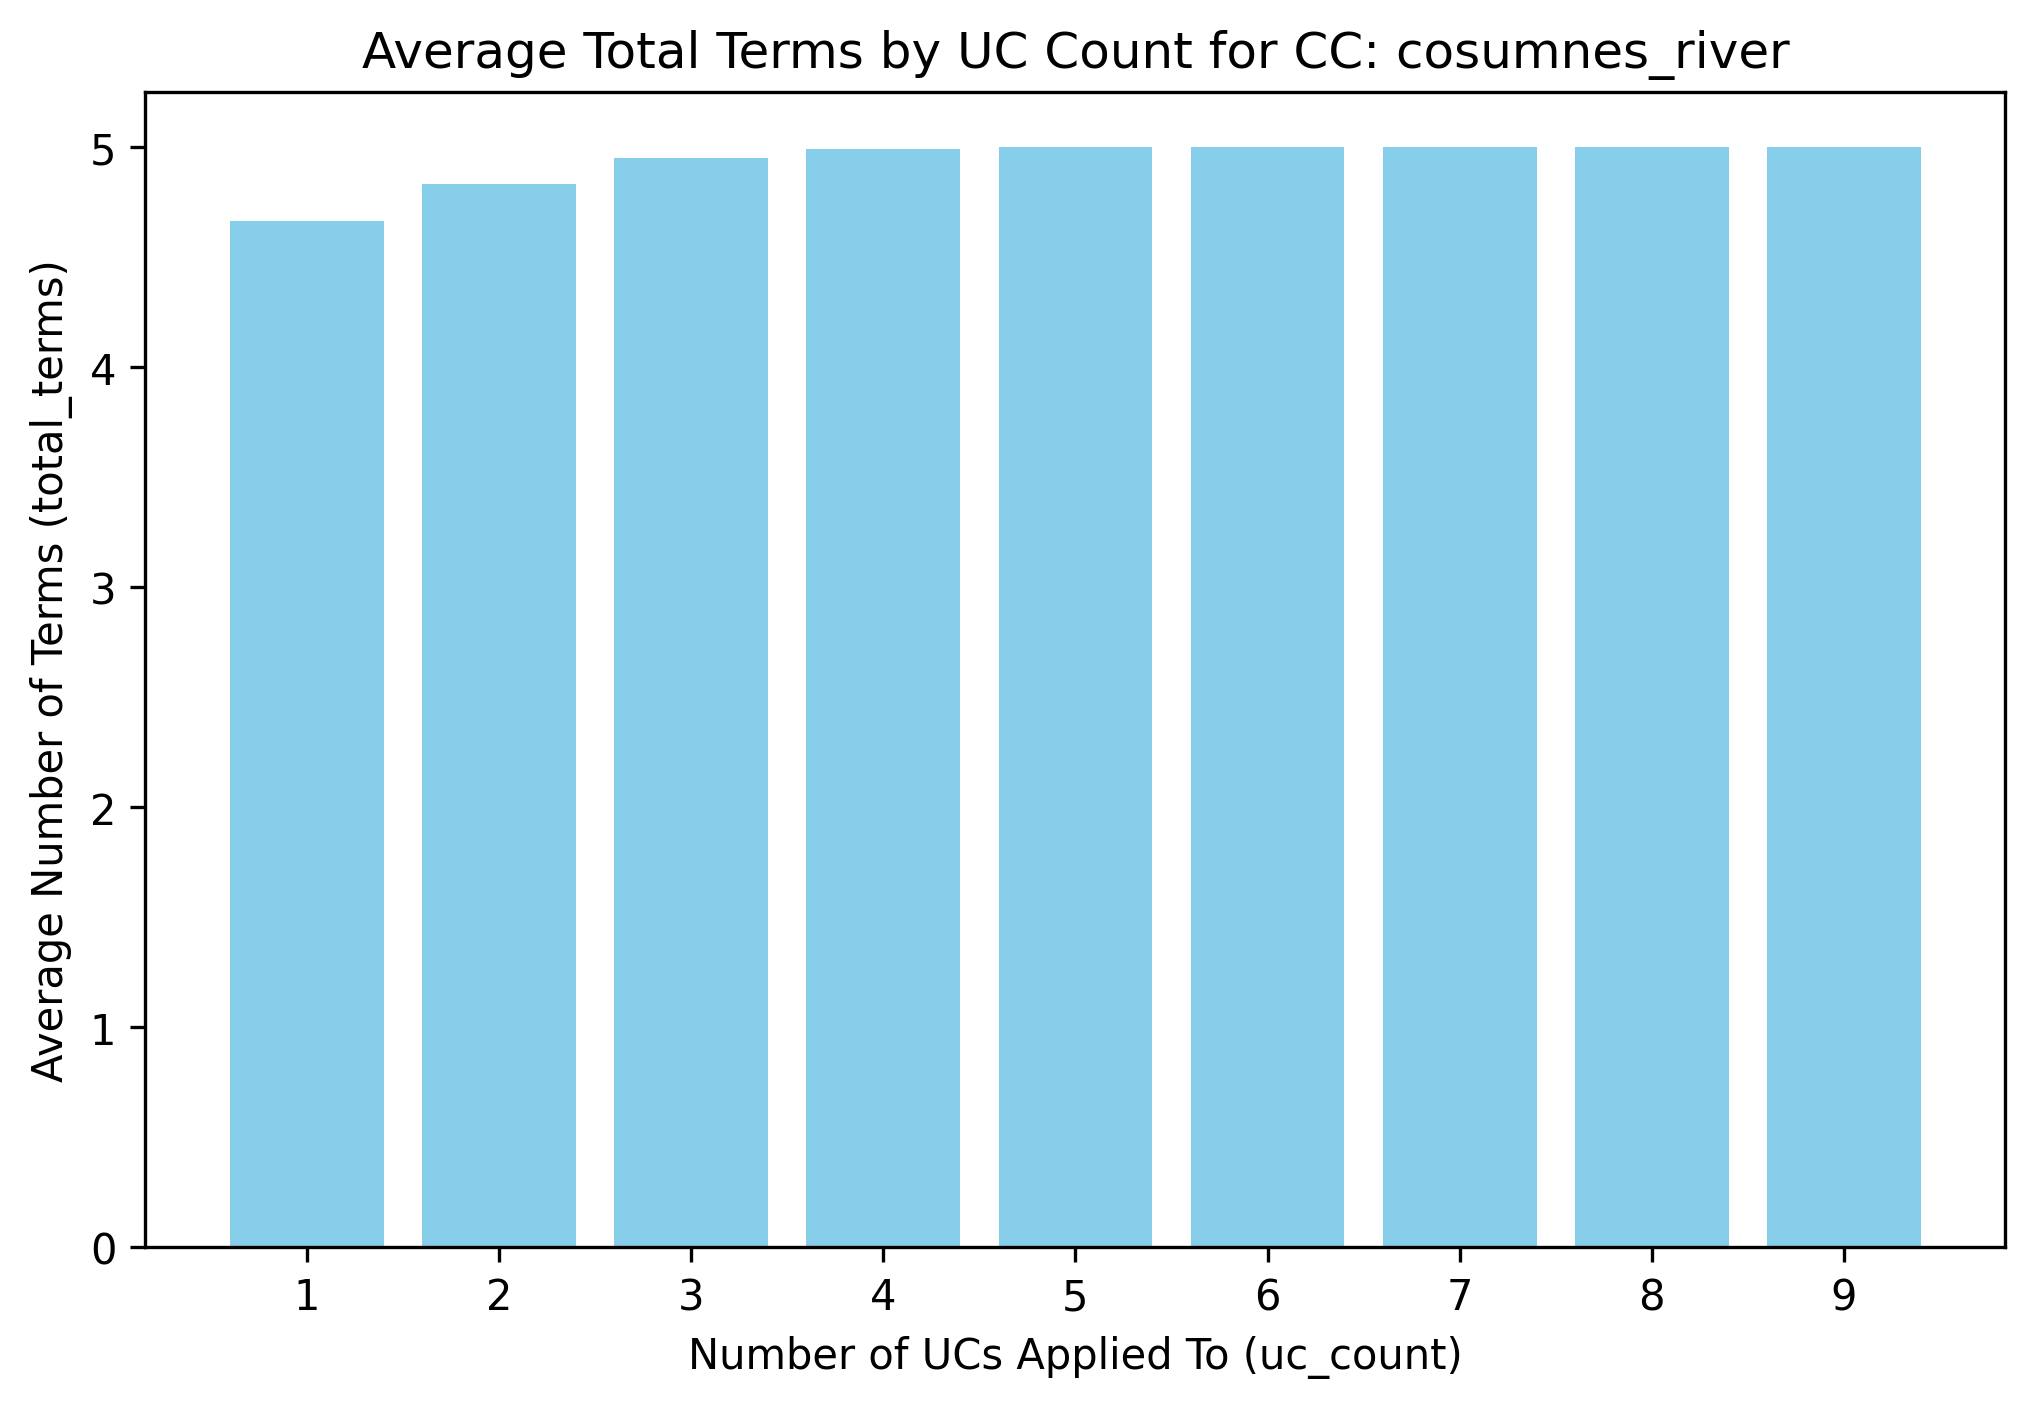 Average Total Terms by UC Count for CC: cosumnes_river
Average Number of Terms (total_terms)
5
4
3
2
1
0
1 2 3 4 5 6 7 8 9
Number of UCs Applied To (uc_count)